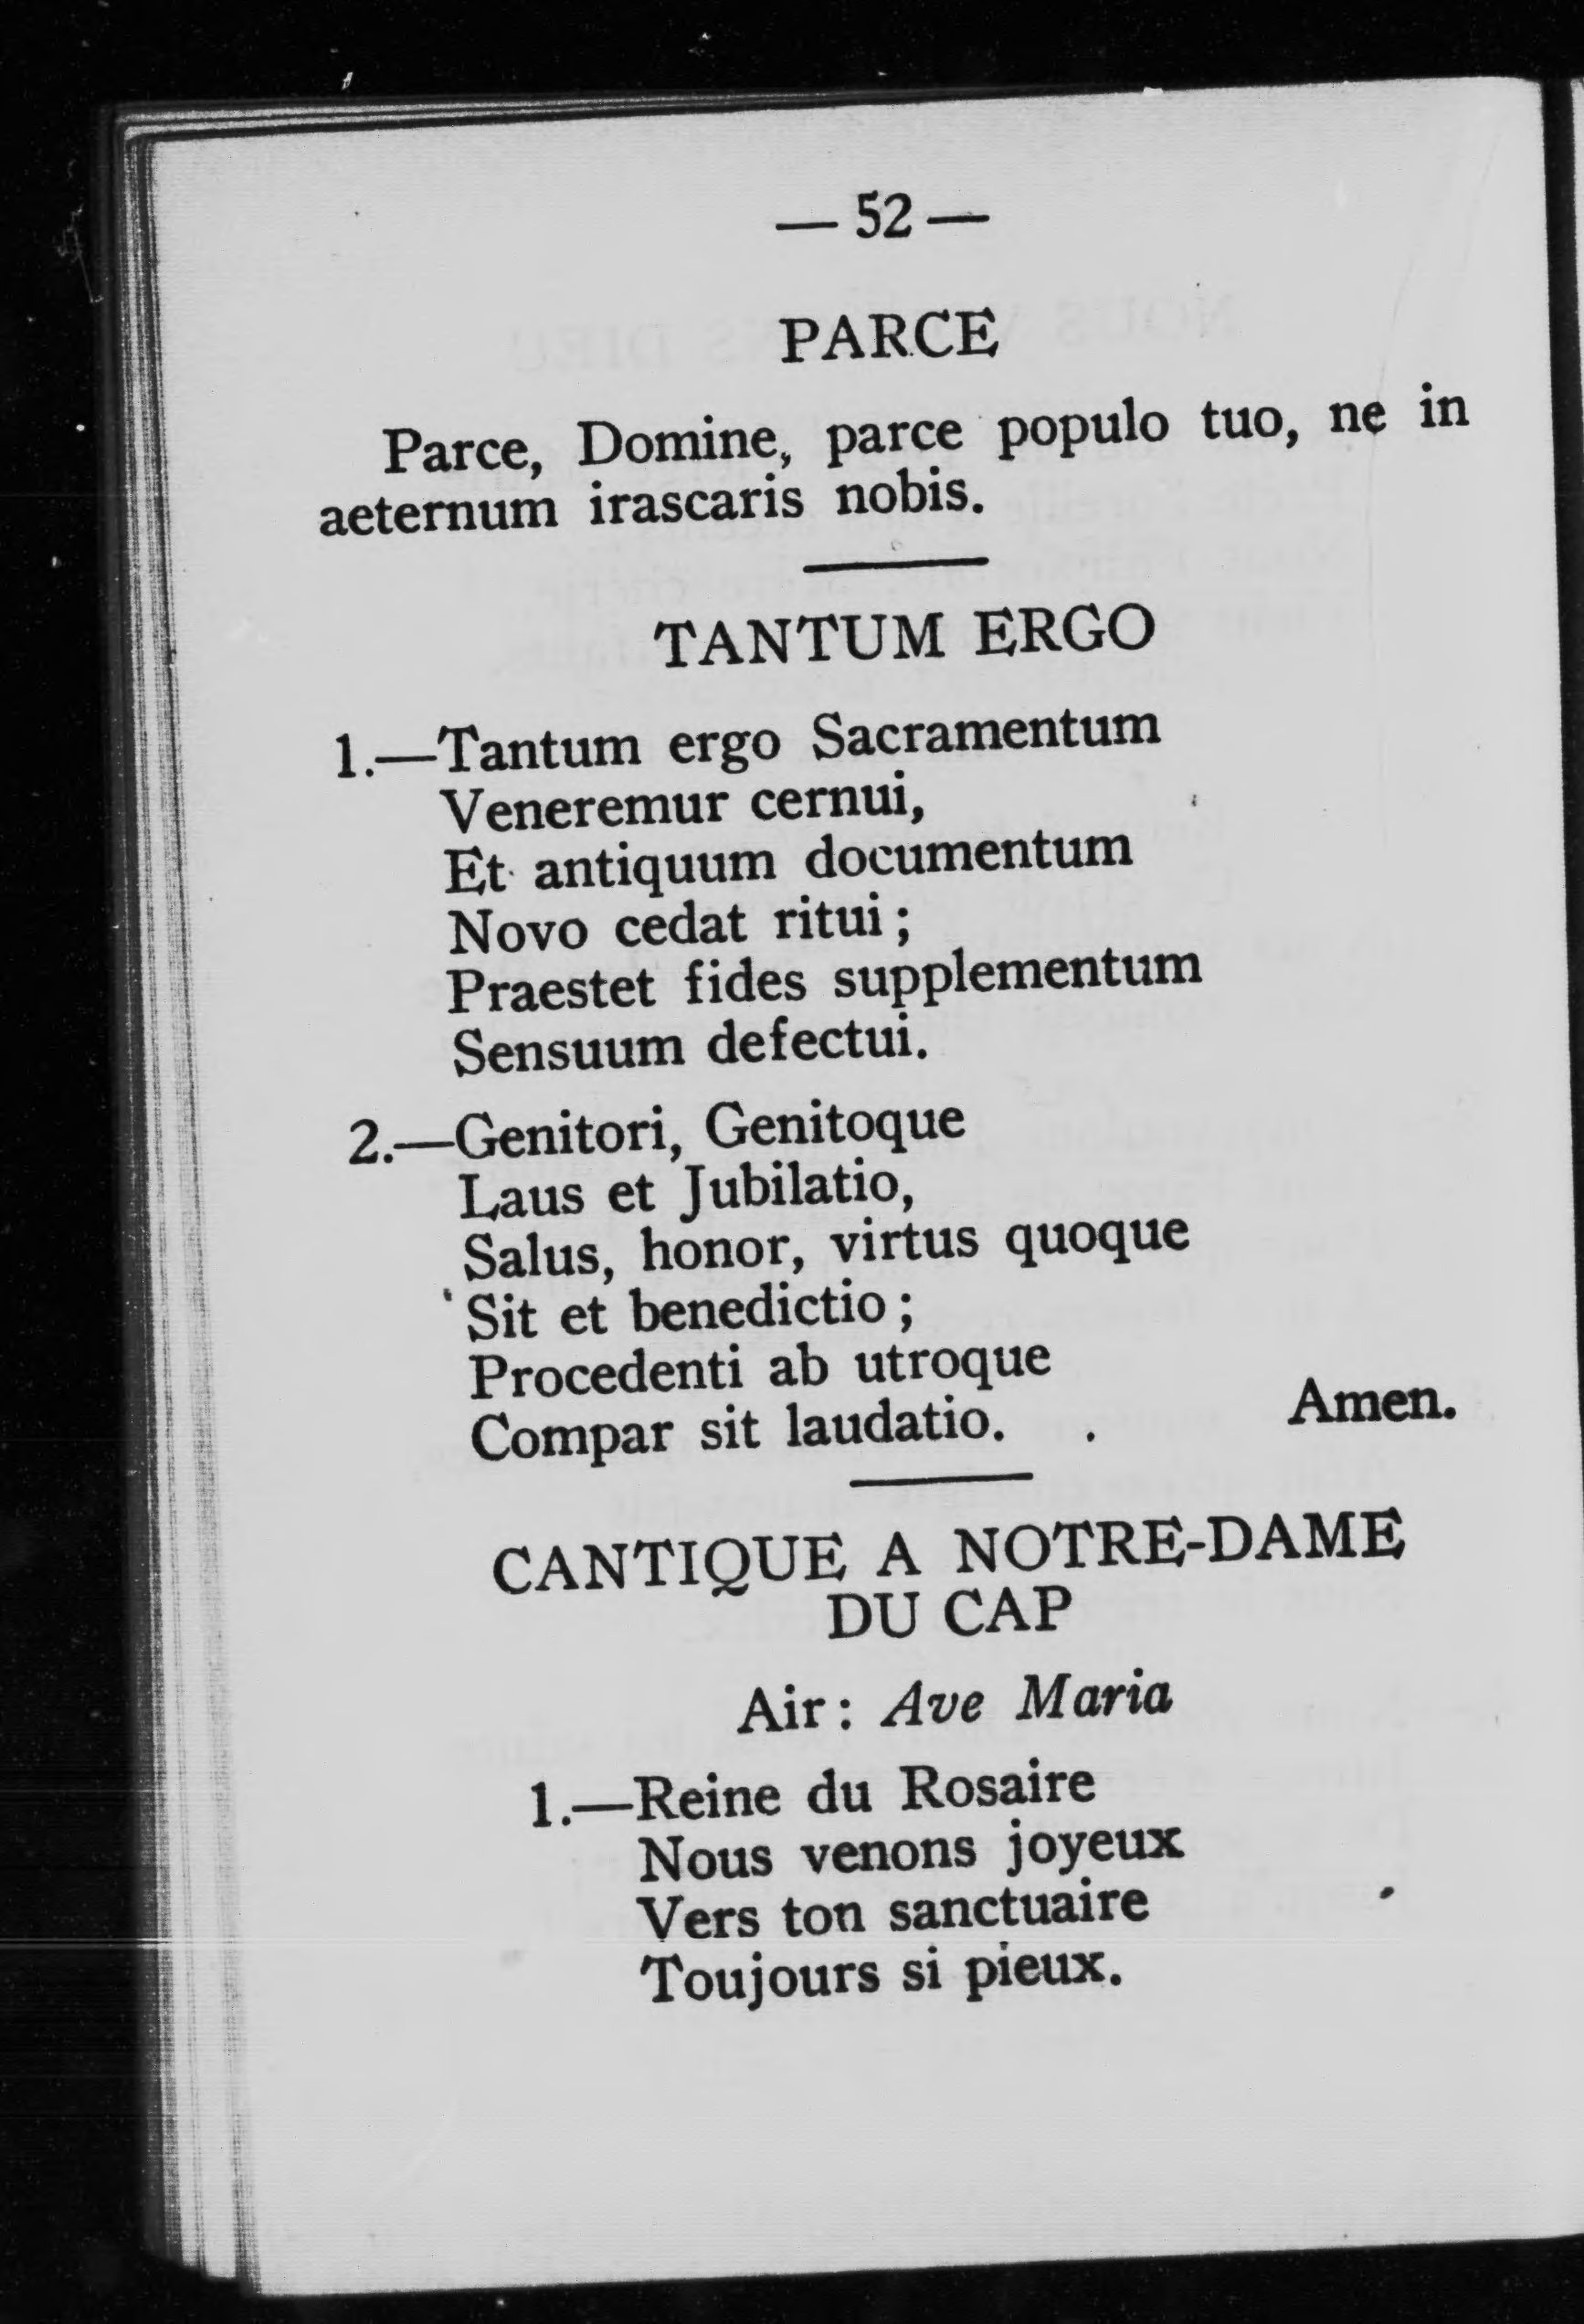 — 52 —
PARCE
Parce, Domine, parce populo tuo, ne in
aeternum irascaris nobis.
TANTUM ERGO
1.—Tantum ergo Sacramentum
Veneremur cernui,
Et antiquum documentum
Novo cedat ritui ;
Praestet fides supplementum
Sensuum defectui.
2.—Genitori, Genitoque
Laus et Jubilatio,
Salus, honor, virtus quoque
Sit et benedictio ;
Procedenti ab utroque
Compar sit laudatio. Amen.
CANTIQUE A NOTRE-DAME
DU CAP
Air : Ave Maria
1.—Reine du Rosaire
Nous venons joyeux
Vers ton sanctuaire
Toujours si pieux.